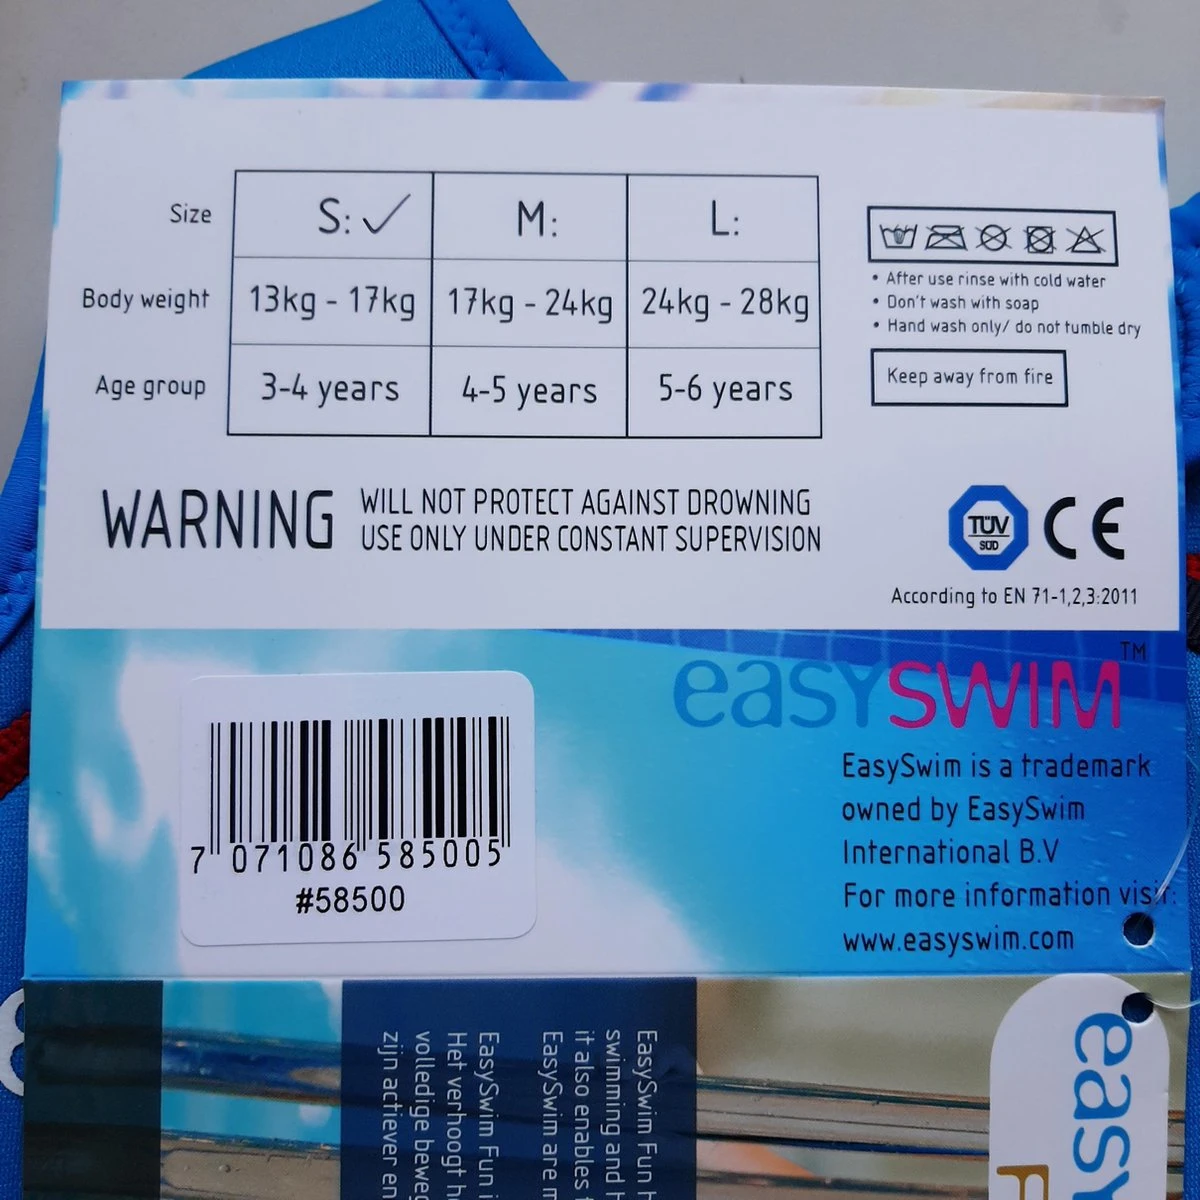 Size S: M: L:
Body weight 13kg - 17kg 17kg - 24kg 24kg - 28kg
Age group 3-4 years 4-5 years 5-6 years
• After use rinse with cold water
• Don't wash with soap
• Hand wash only/ do not tumble dry
Keep away from fire
WARNING
WILL NOT PROTECT AGAINST DROWNING
USE ONLY UNDER CONSTANT SUPERVISION
TÜV
SÜD
CE
According to EN 71-1,2,3:2011
easySWIM™
EasySwim is a trademark
owned by EasySwim
International B.V
For more information visit:
www.easyswim.com
7 071086 585005
#58500
EasySwim Fun
swimming and
it also enables
EasySwim are
EasySwim Fun
Het verhoogt
volledige
zijn actiever en
easy
F